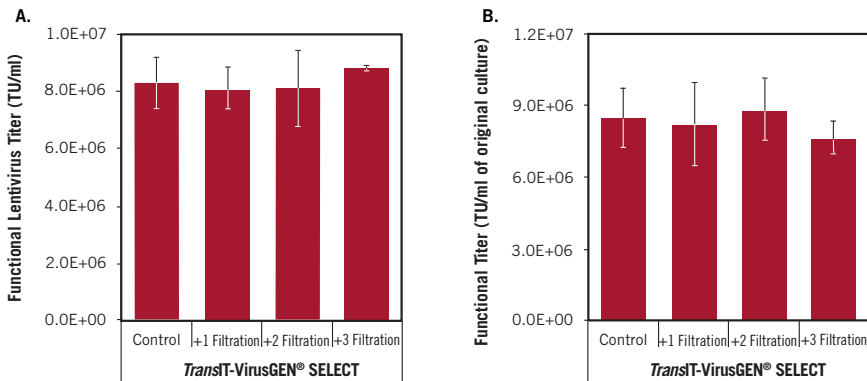 A.
Functional Lentivirus Titer (TU/ml)
1.0E+07
8.0E+06
6.0E+06
4.0E+06
2.0E+06
0.0E+00
Control
+1 Filtration
+2 Filtration
+3 Filtration
TransIT-VirusGEN® SELECT
B.
Functional Titer (TU/ml of original culture)
1.2E+07
9.0E+06
6.0E+06
3.0E+06
0.0E+00
Control
+1 Filtration
+2 Filtration
+3 Filtration
TransIT-VirusGEN® SELECT